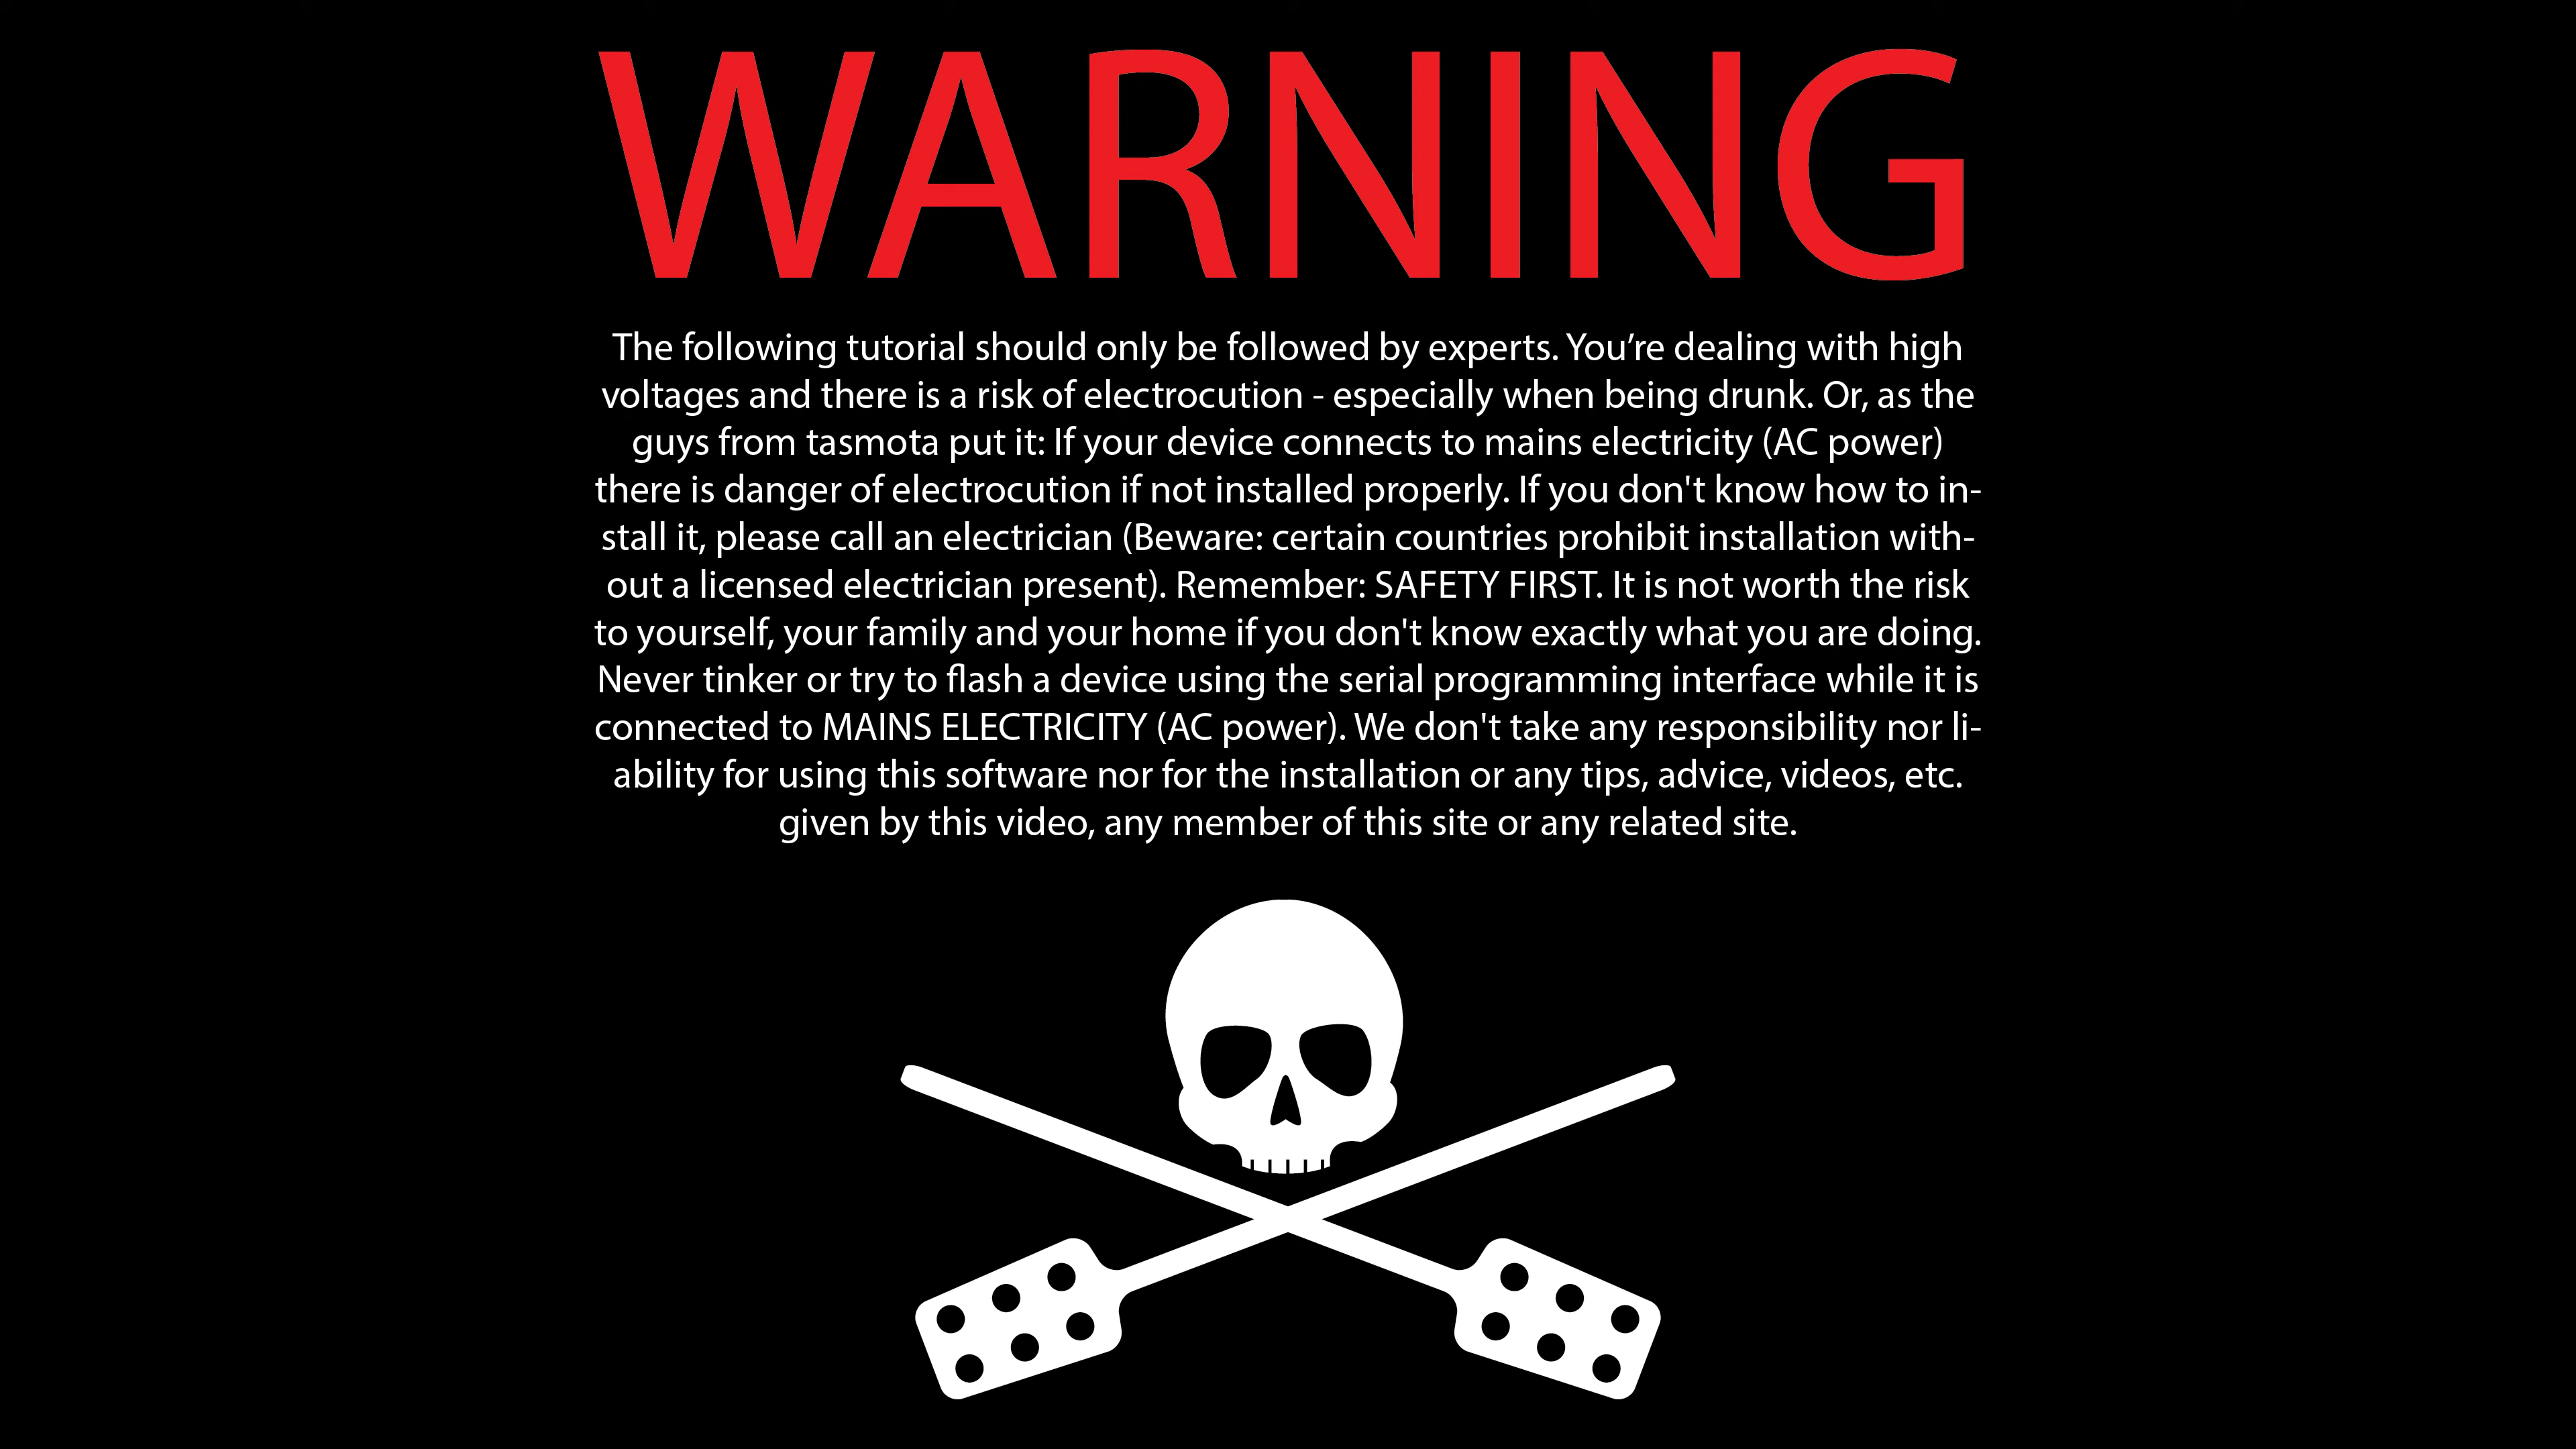 WARNING
The following tutorial should only be followed by experts. You’re dealing with high
voltages and there is a risk of electrocution - especially when being drunk. Or, as the
guys from tasmota put it: If your device connects to mains electricity (AC power)
there is danger of electrocution if not installed properly. If you don't know how to in-
stall it, please call an electrician (Beware: certain countries prohibit installation with-
out a licensed electrician present). Remember: SAFETY FIRST. It is not worth the risk
to yourself, your family and your home if you don't know exactly what you are doing.
Never tinker or try to flash a device using the serial programming interface while it is
connected to MAINS ELECTRICITY (AC power). We don't take any responsibility nor li-
ability for using this software nor for the installation or any tips, advice, videos, etc.
given by this video, any member of this site or any related site.